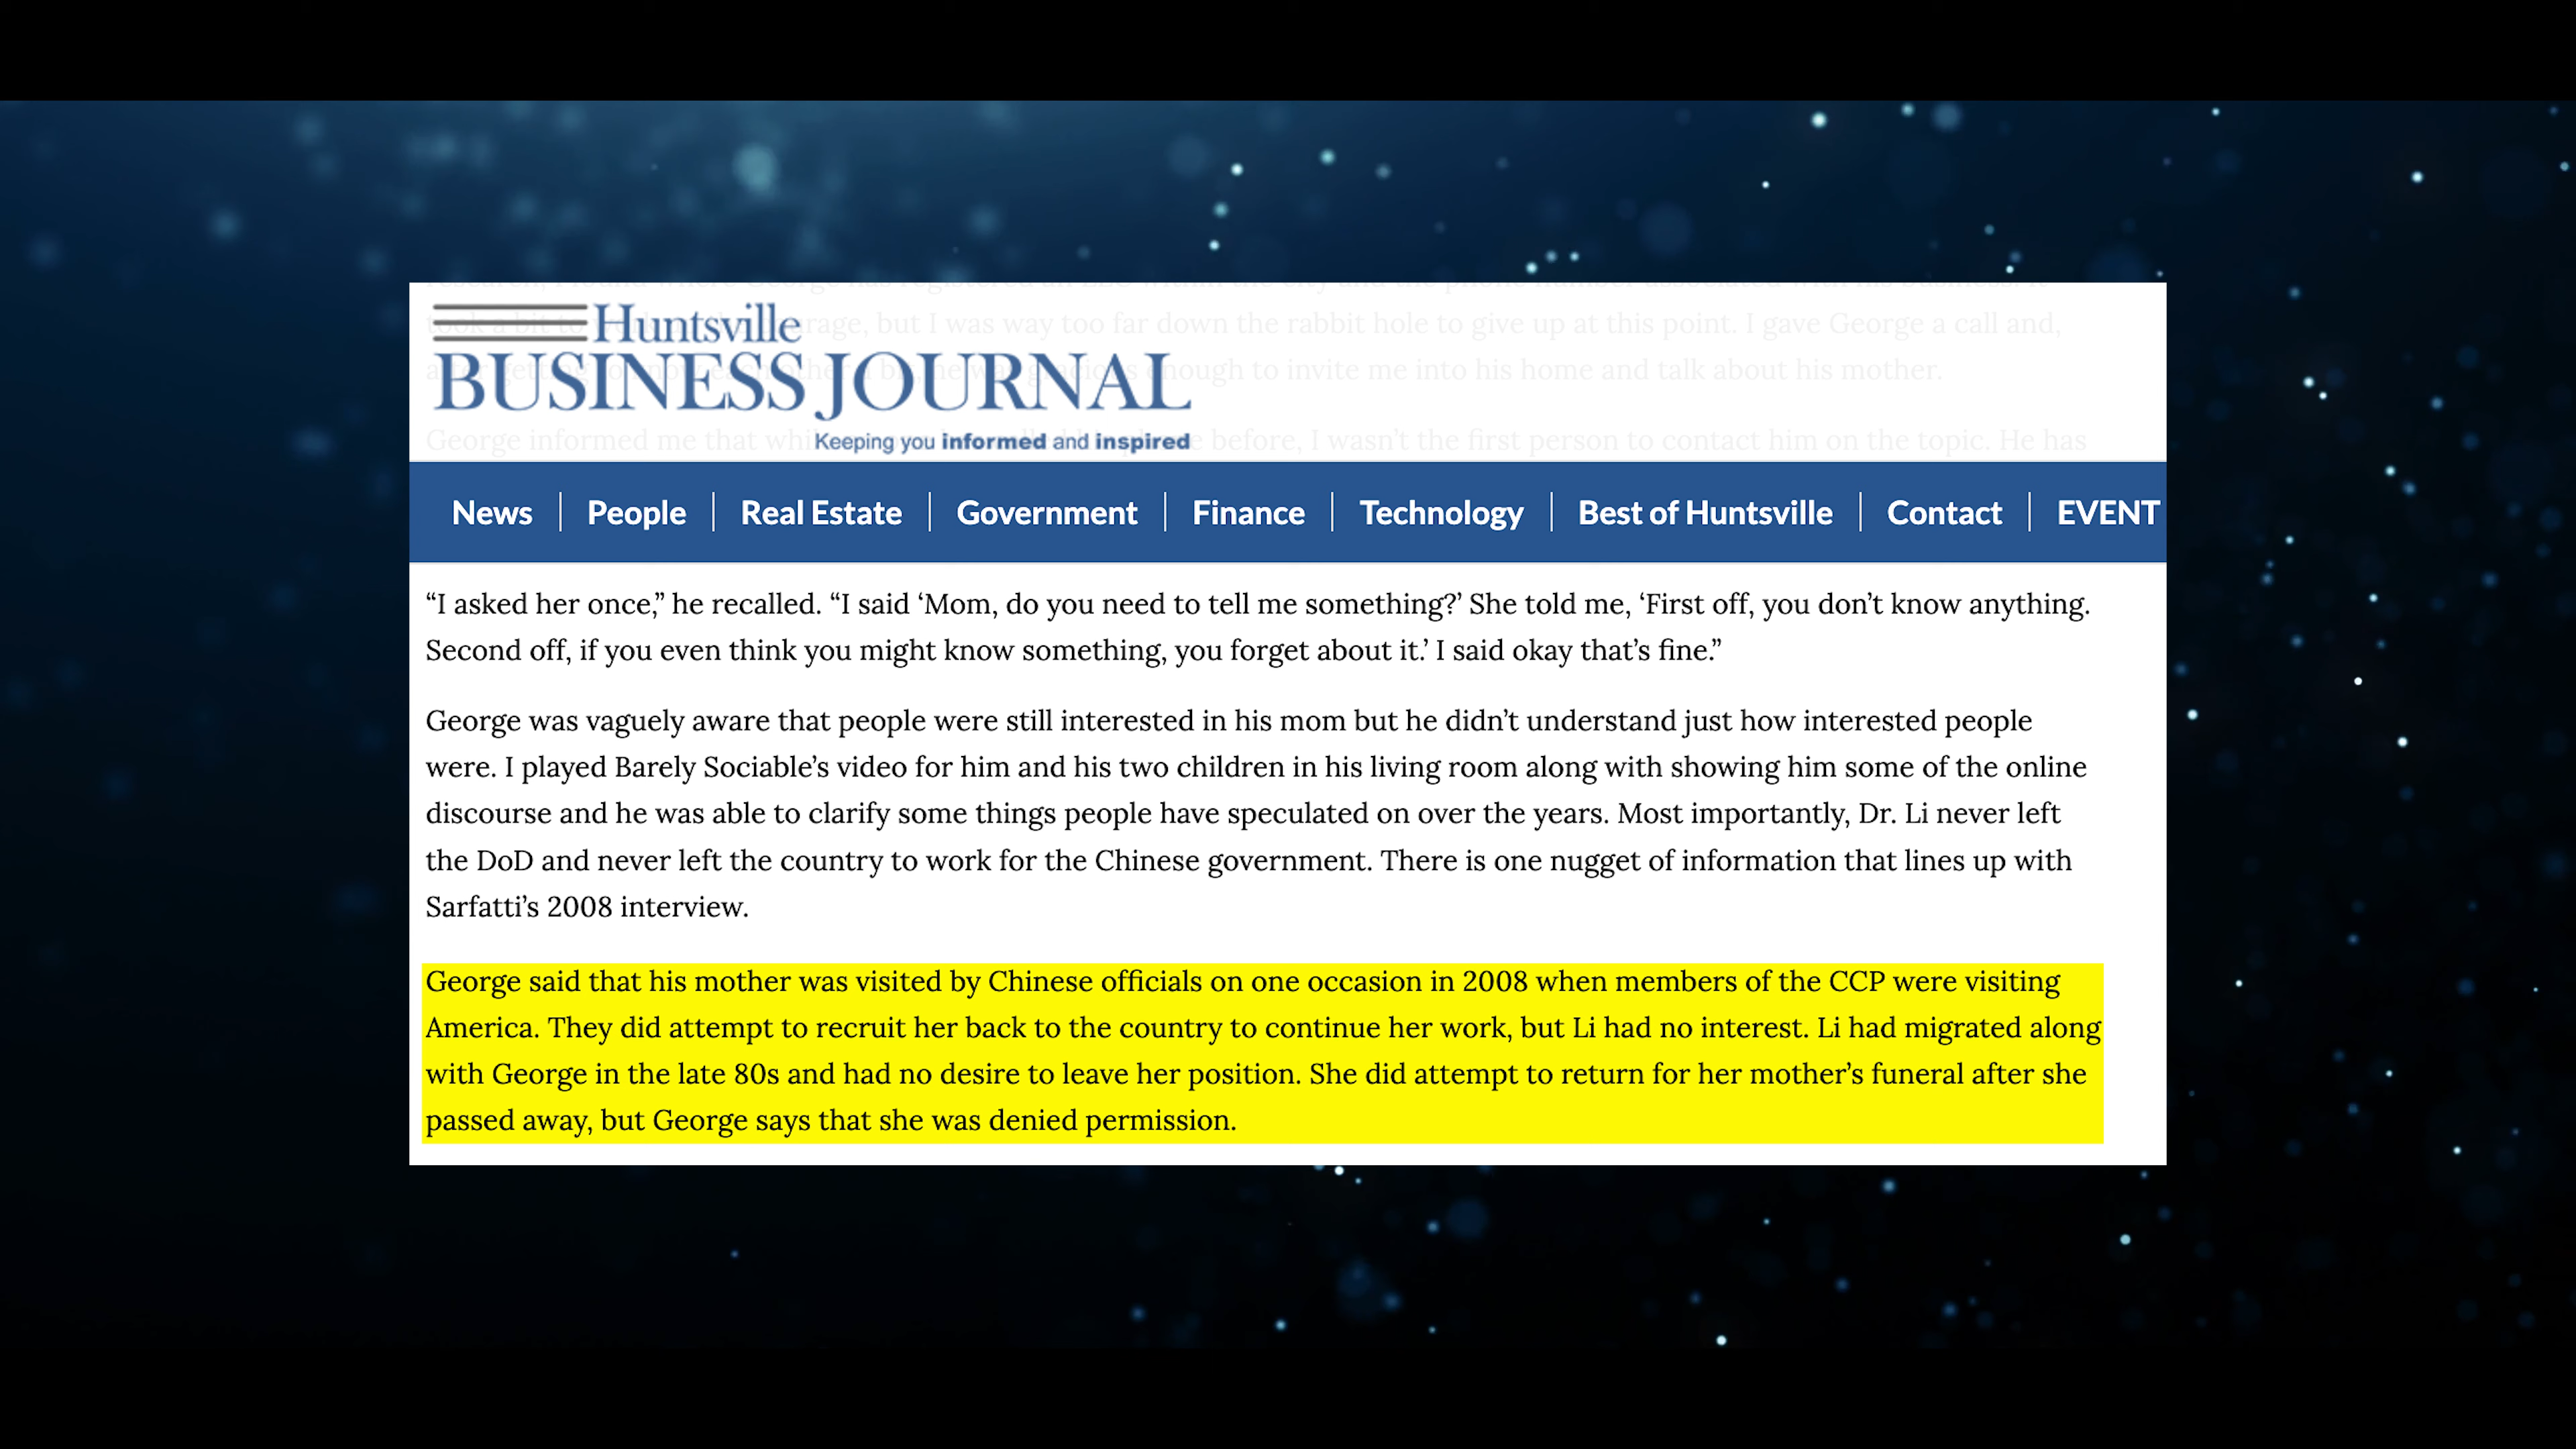 Huntsville
BUSINESS JOURNAL
Keeping you informed and inspired
took a bit to arage, but I was way too far down the rabbit hole to give up at this point. I gave George a call and,
enough to invite me into his home and talk about his mother.
George informed me that before, I wasn't the first person to contact him on the topic. He has
News | People | Real Estate | Government | Finance | Technology | Best of Huntsville | Contact | EVENT
“I asked her once,” he recalled. “I said ‘Mom, do you need to tell me something?’ She told me, ‘First off, you don’t know anything.
Second off, if you even think you might know something, you forget about it.’ I said okay that’s fine.”
George was vaguely aware that people were still interested in his mom but he didn’t understand just how interested people
were. I played Barely Sociable’s video for him and his two children in his living room along with showing him some of the online
discourse and he was able to clarify some things people have speculated on over the years. Most importantly, Dr. Li never left
the DoD and never left the country to work for the Chinese government. There is one nugget of information that lines up with
Sarfatti’s 2008 interview.
George said that his mother was visited by Chinese officials on one occasion in 2008 when members of the CCP were visiting
America. They did attempt to recruit her back to the country to continue her work, but Li had no interest. Li had migrated along
with George in the late 80s and had no desire to leave her position. She did attempt to return for her mother’s funeral after she
passed away, but George says that she was denied permission.